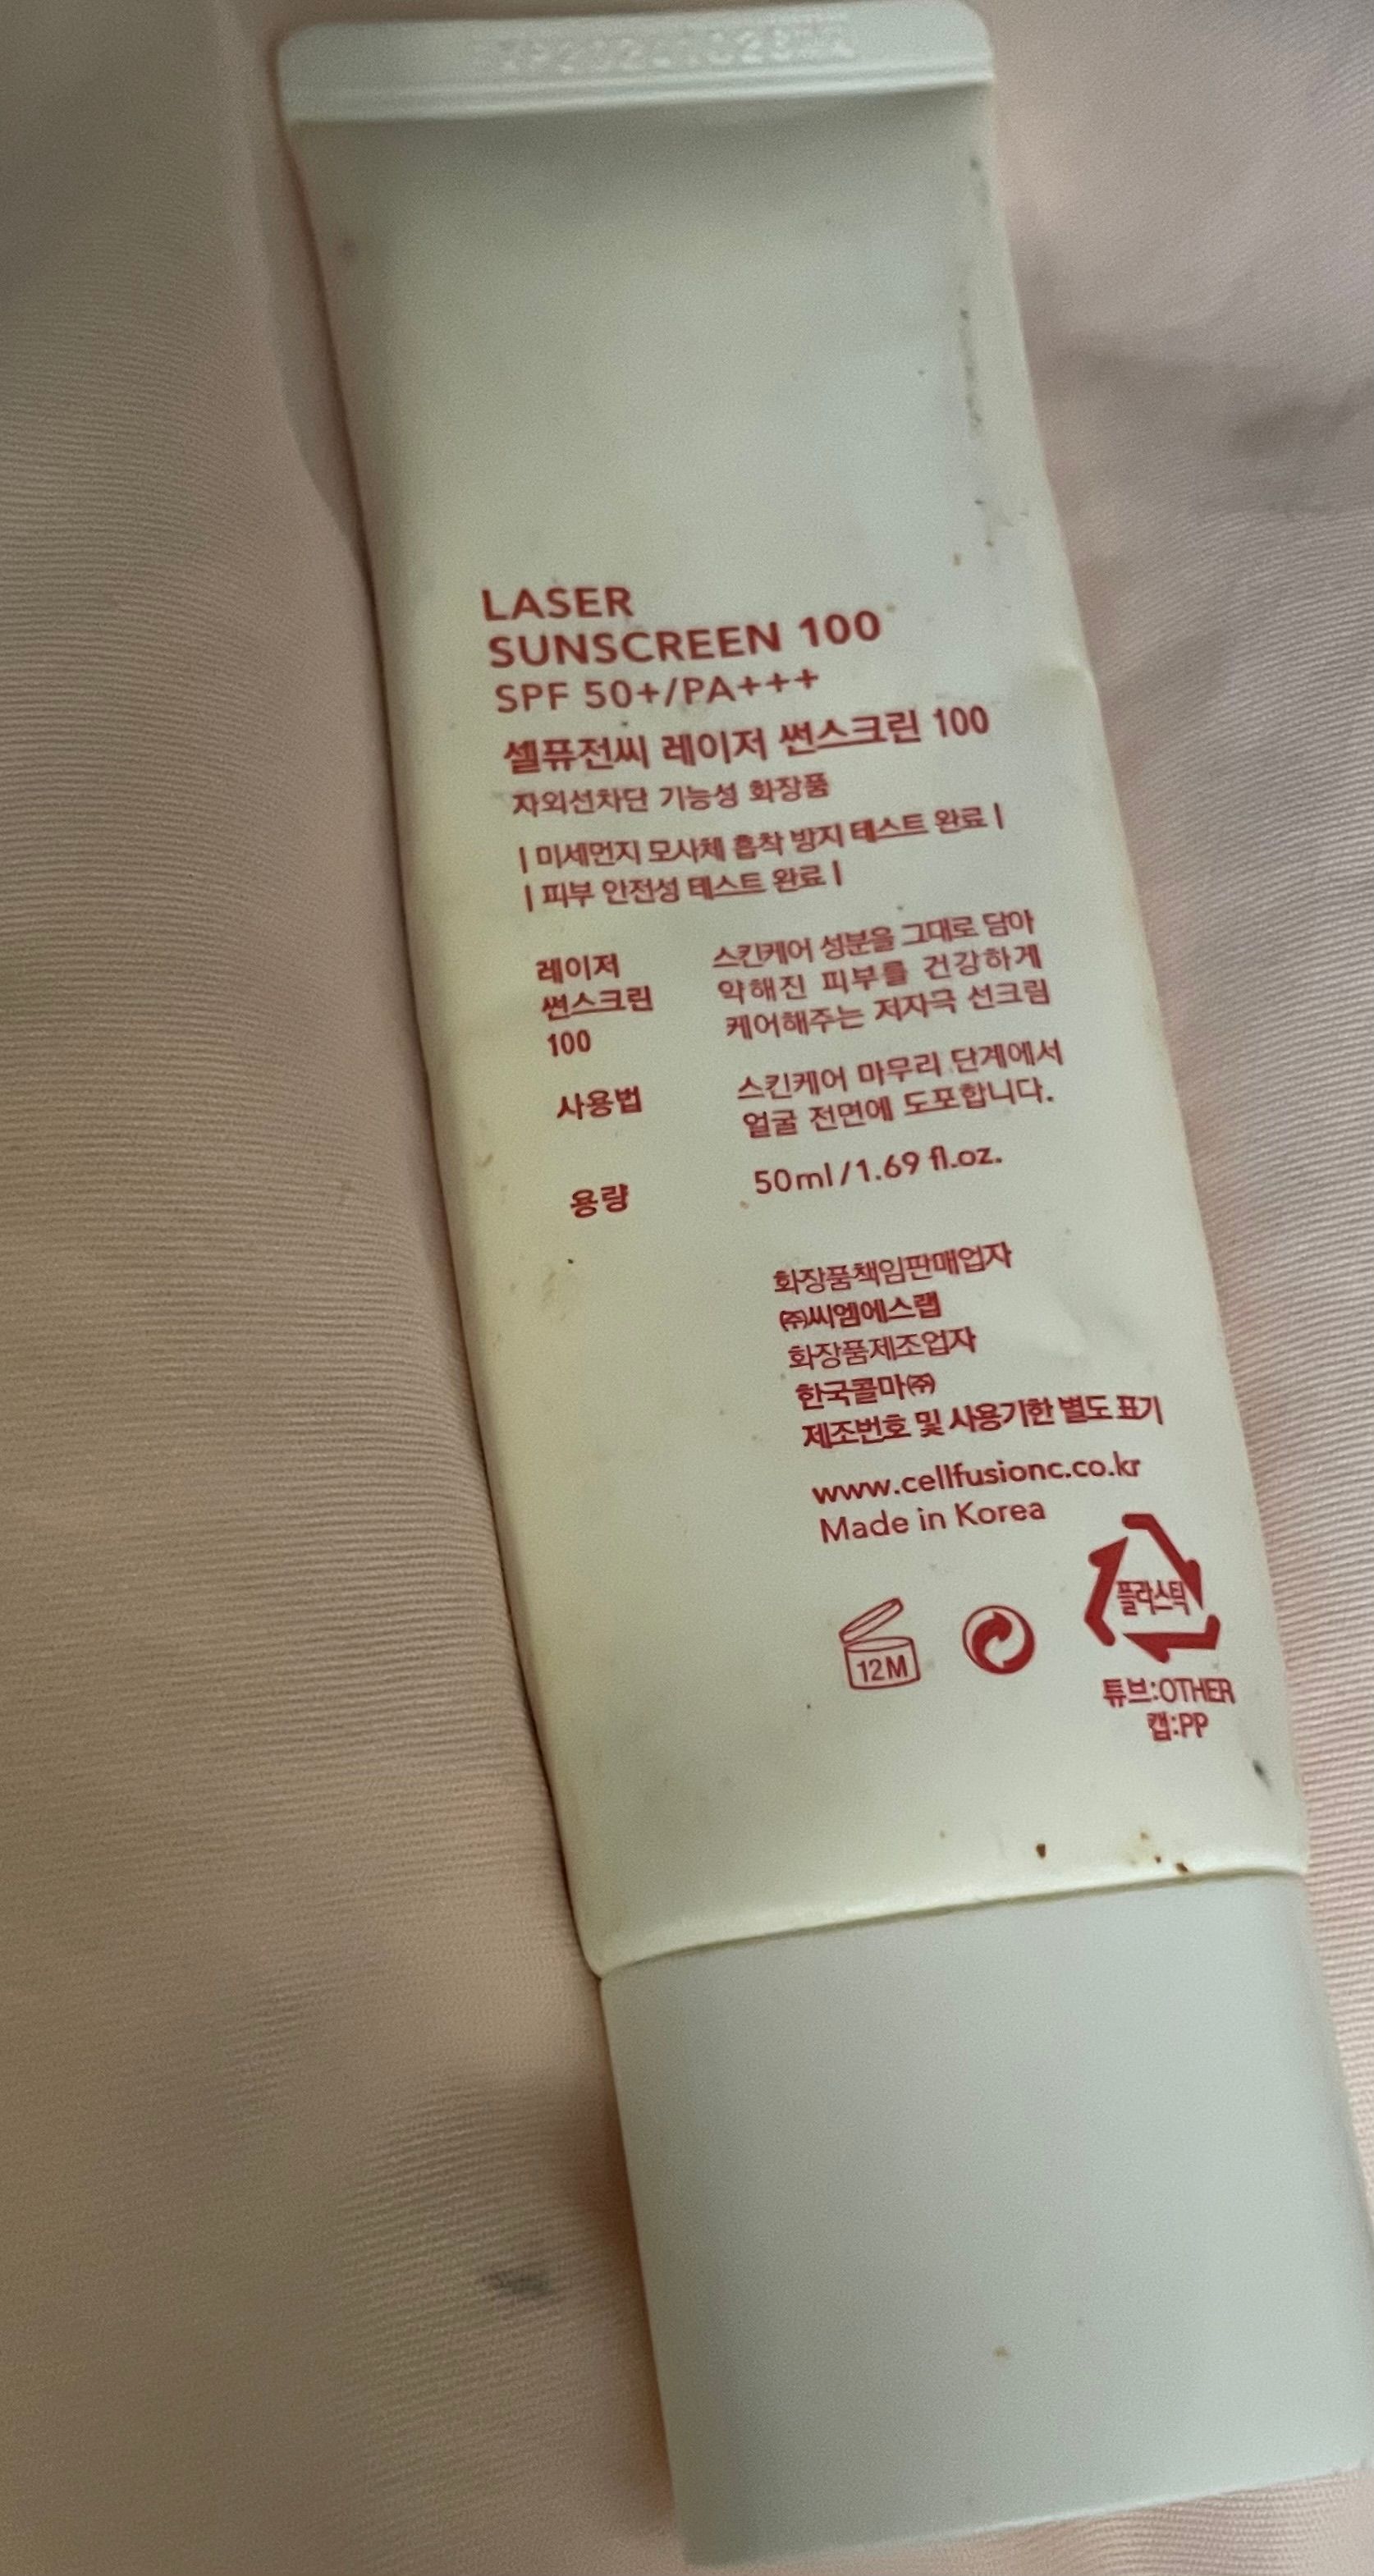 LASER
SUNSCREEN 100
SPF 50+/PA+++
셀퓨전씨 레이저 썬스크린 100
자외선차단 기능성 화장품
| 미세먼지 모사체 흡착 방지 테스트 완료 |
| 피부 안전성 테스트 완료 |
레이저
썬스크린
100
스킨케어 성분을 그대로 담아
약해진 피부를 건강하게
케어해주는 저자극 선크림
사용법
스킨케어 마무리 단계에서
얼굴 전면에 도포합니다.
용량
50ml/1.69 fl.oz.
화장품책임판매업자
㈜씨엠에스랩
화장품제조업자
한국콜마㈜
제조번호 및 사용기한 별도 표기
www.cellfusionc.co.kr
Made in Korea
12M
플라스틱
튜브:OTHER
캡:PP